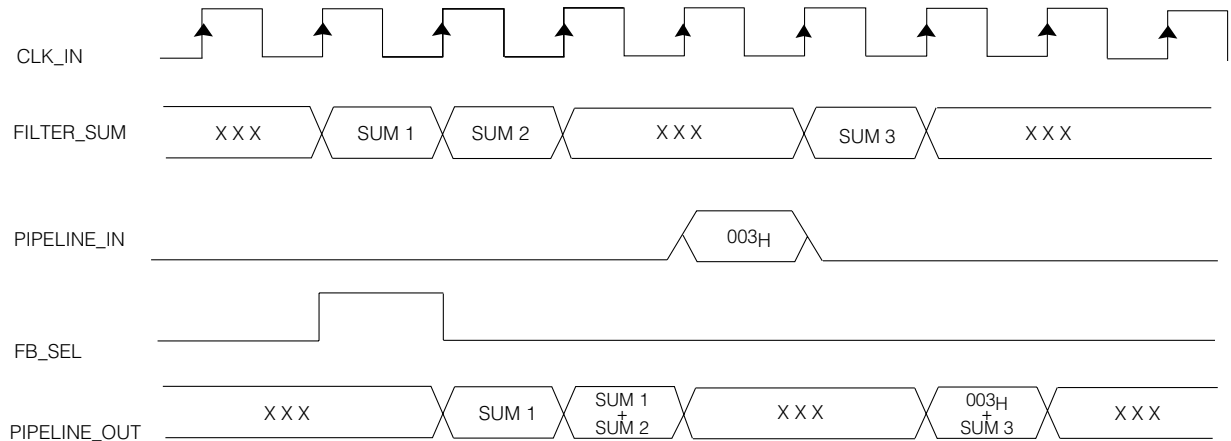 CLK_IN
FILTER_SUM
X X X
SUM 1
SUM 2
X X X
SUM 3
X X X
PIPELINE_IN
003H
FB_SEL
PIPELINE_OUT
X X X
SUM 1
SUM 1
+
SUM 2
X X X
003H
+
SUM 3
X X X